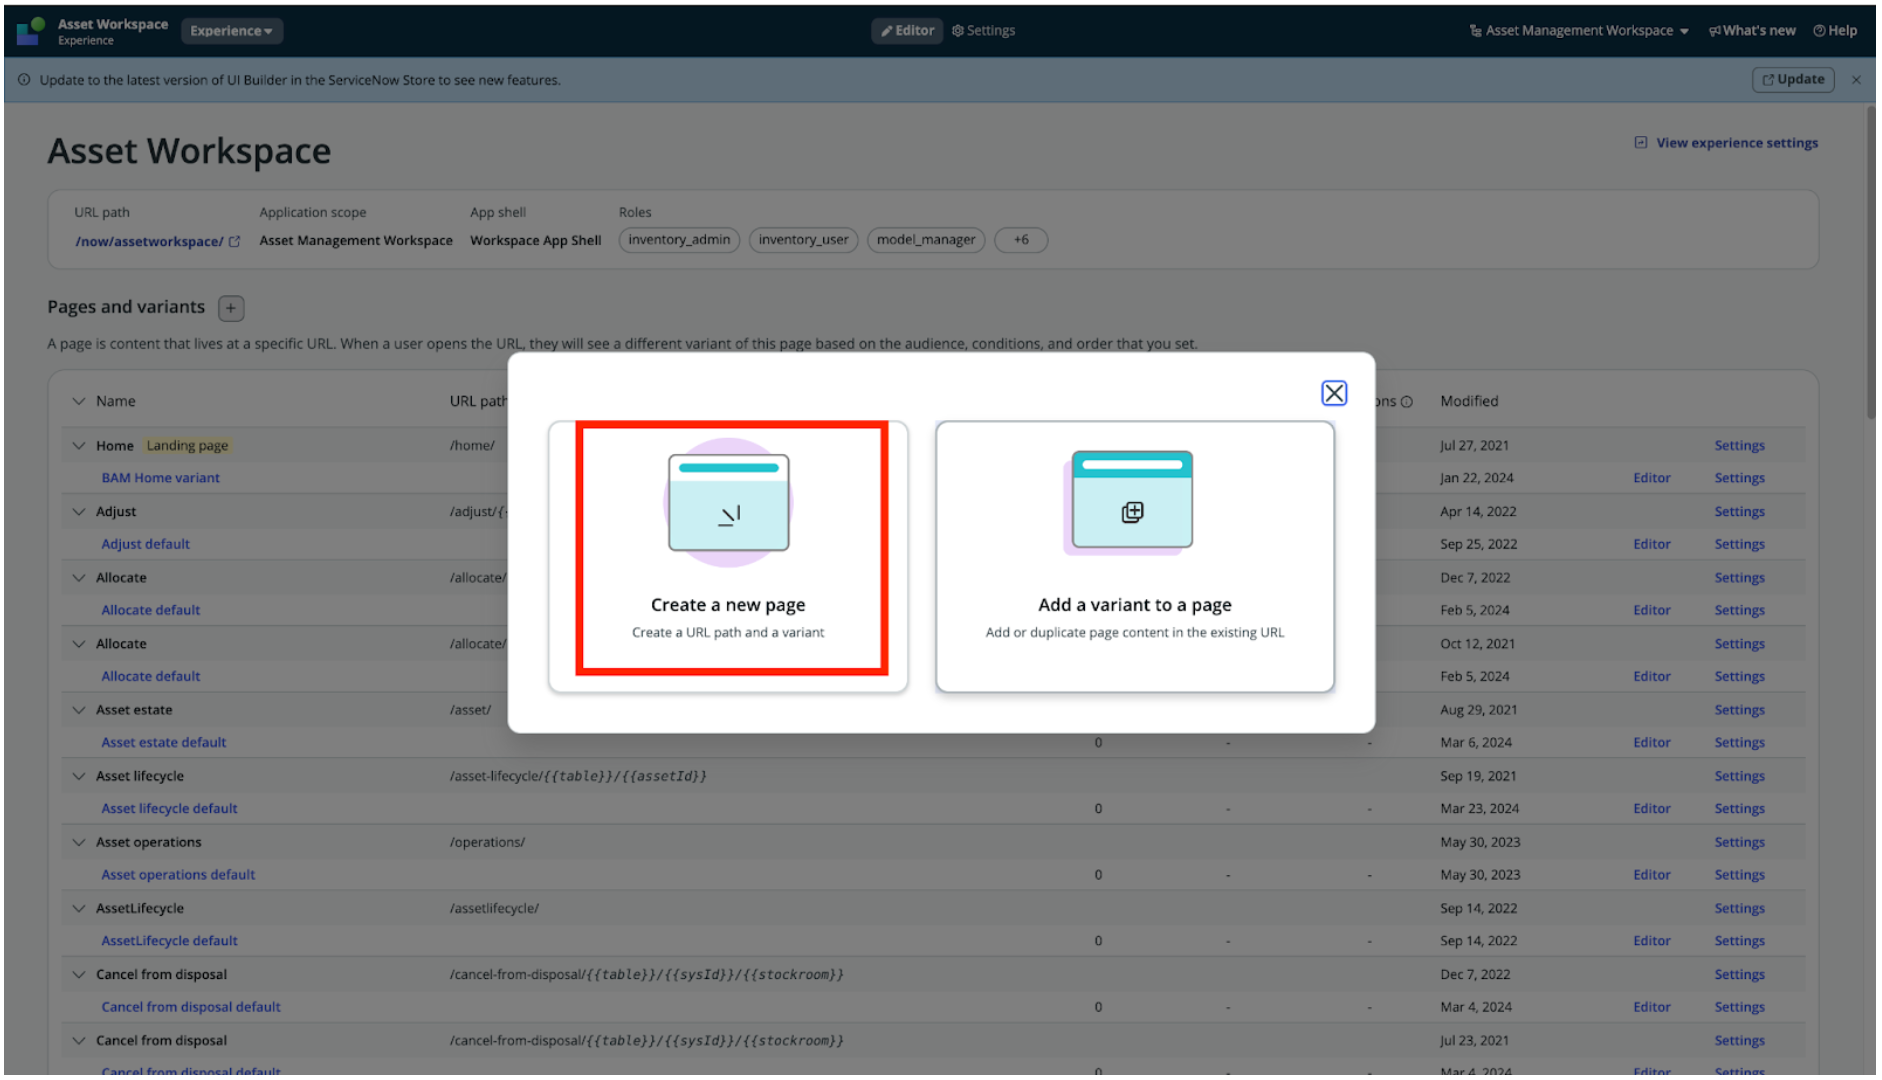 Asset Workspace
Experience
Experience
Editor
Settings
Asset Management Workspace
What's new
Help
Update to the latest version of UI Builder in the ServiceNow Store to see new features.
Update
Asset Workspace
View experience settings
URL path Application scope App shell Roles
/now/assetworkspace/ Asset Management Workspace Workspace App Shell inventory_admin inventory_user model_manager +6
Pages and variants +
A page is content that lives at a specific URL. When a user opens the URL, they will see a different variant of this page based on the audience, conditions, and order that you set.
Name URL path ons Modified
Home Landing page /home/ Jul 27, 2021 Settings
BAM Home variant Jan 22, 2024 Editor Settings
Adjust /adjust/{ Apr 14, 2022 Settings
Adjust default Sep 25, 2022 Editor Settings
Allocate /allocate/ Dec 7, 2022 Settings
Allocate default Feb 5, 2024 Editor Settings
Allocate /allocate/ Oct 12, 2021 Settings
Allocate default Feb 5, 2024 Editor Settings
Asset estate /asset/ Aug 29, 2021 Settings
Asset estate default 0 - - Mar 6, 2024 Editor Settings
Asset lifecycle /asset-lifecycle/{{table}}/{{assetId}} Sep 19, 2021 Settings
Asset lifecycle default 0 - - Mar 23, 2024 Editor Settings
Asset operations /operations/ May 30, 2023 Settings
Asset operations default 0 - - May 30, 2023 Editor Settings
AssetLifecycle /assetlifecycle/ Sep 14, 2022 Settings
AssetLifecycle default 0 - - Sep 14, 2022 Editor Settings
Cancel from disposal /cancel-from-disposal/{{table}}/{{sysId}}/{{stockroom}} Dec 7, 2022 Settings
Cancel from disposal default 0 - - Mar 4, 2024 Editor Settings
Cancel from disposal /cancel-from-disposal/{{table}}/{{sysId}}/{{stockroom}} Jul 23, 2021 Settings
Cancel from disposal default 0 - - Mar 4, 2024 Editor Settings
Create a new page
Create a URL path and a variant
Add a variant to a page
Add or duplicate page content in the existing URL